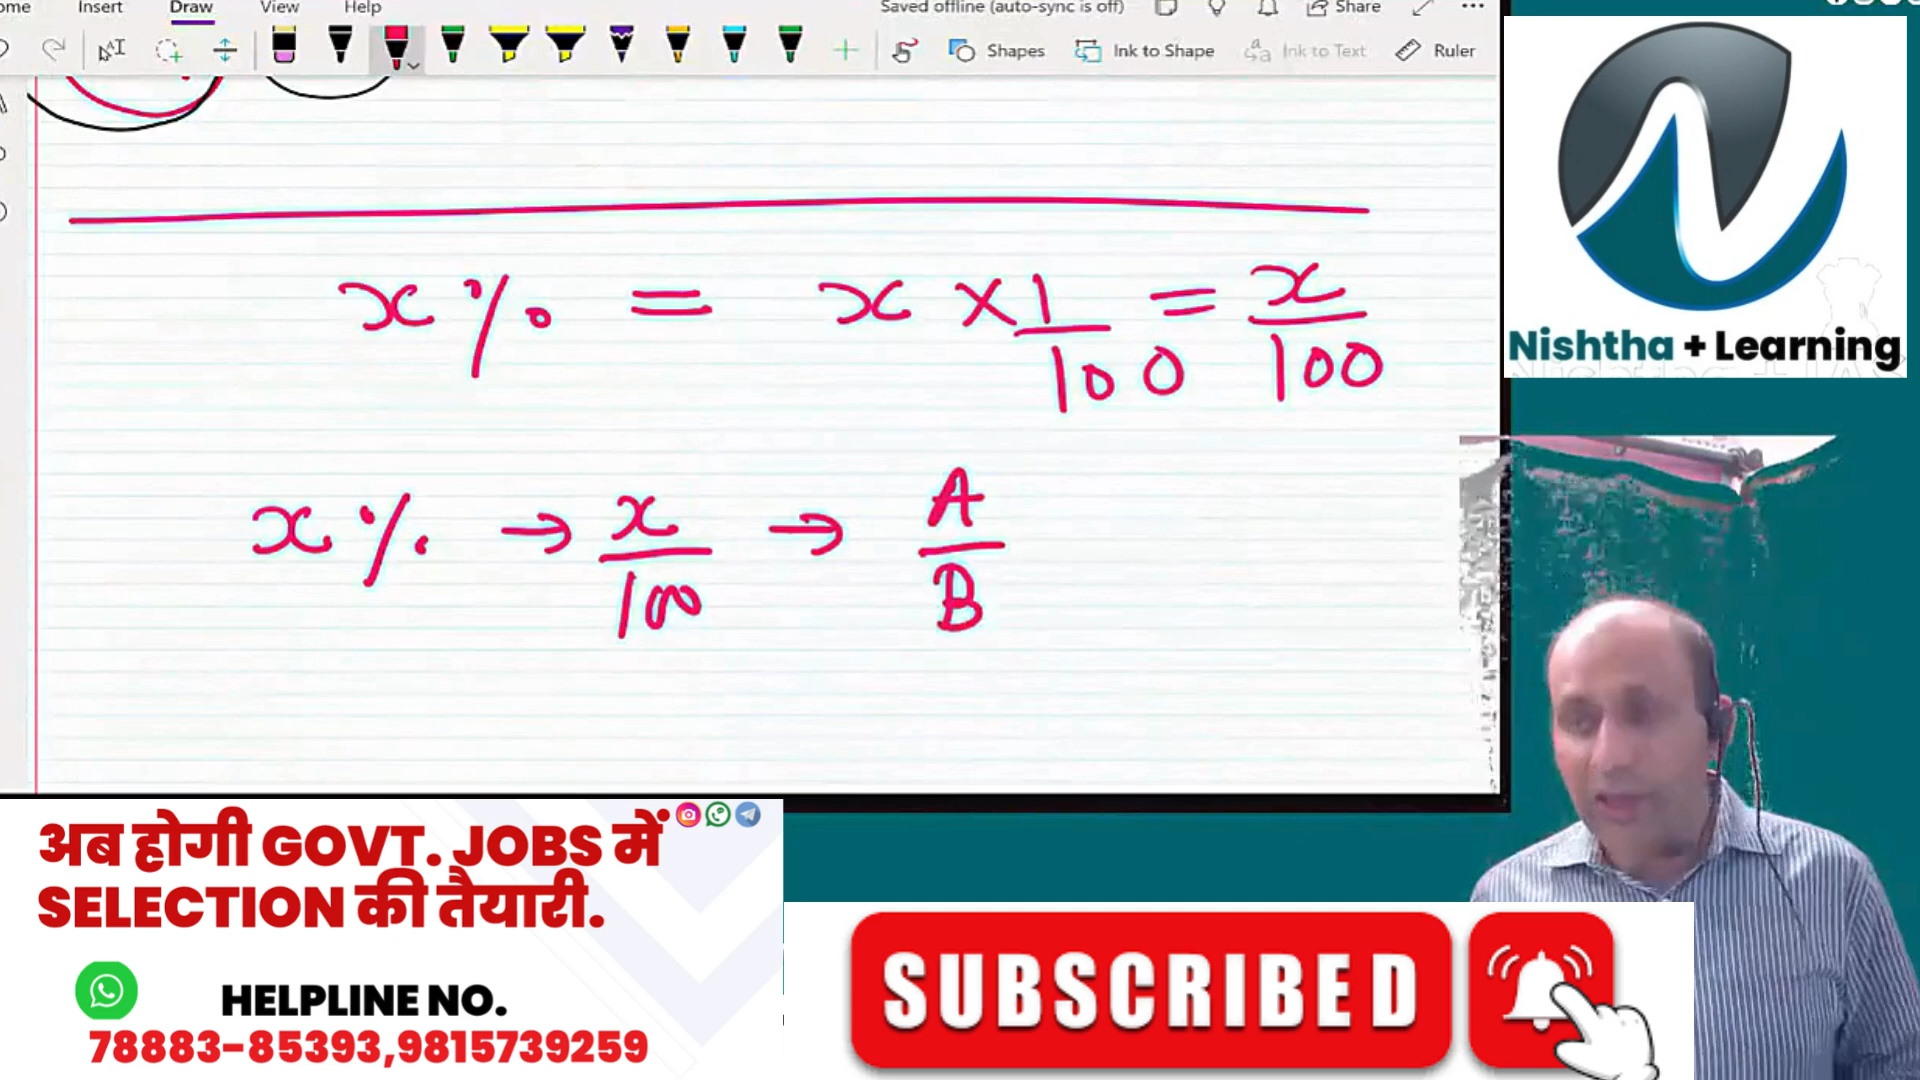 ome Insert Draw View Help Saved offline (auto-sync is off) Share
Shapes Ink to Shape Ink to Text Ruler
x% = x × 1/100 = x/100
x% → x/100 → A/B
Nishtha + Learning
अब होगी GOVT. JOBS में
SELECTION की तैयारी.
HELPLINE NO.
78883-85393,9815739259
SUBSCRIBED